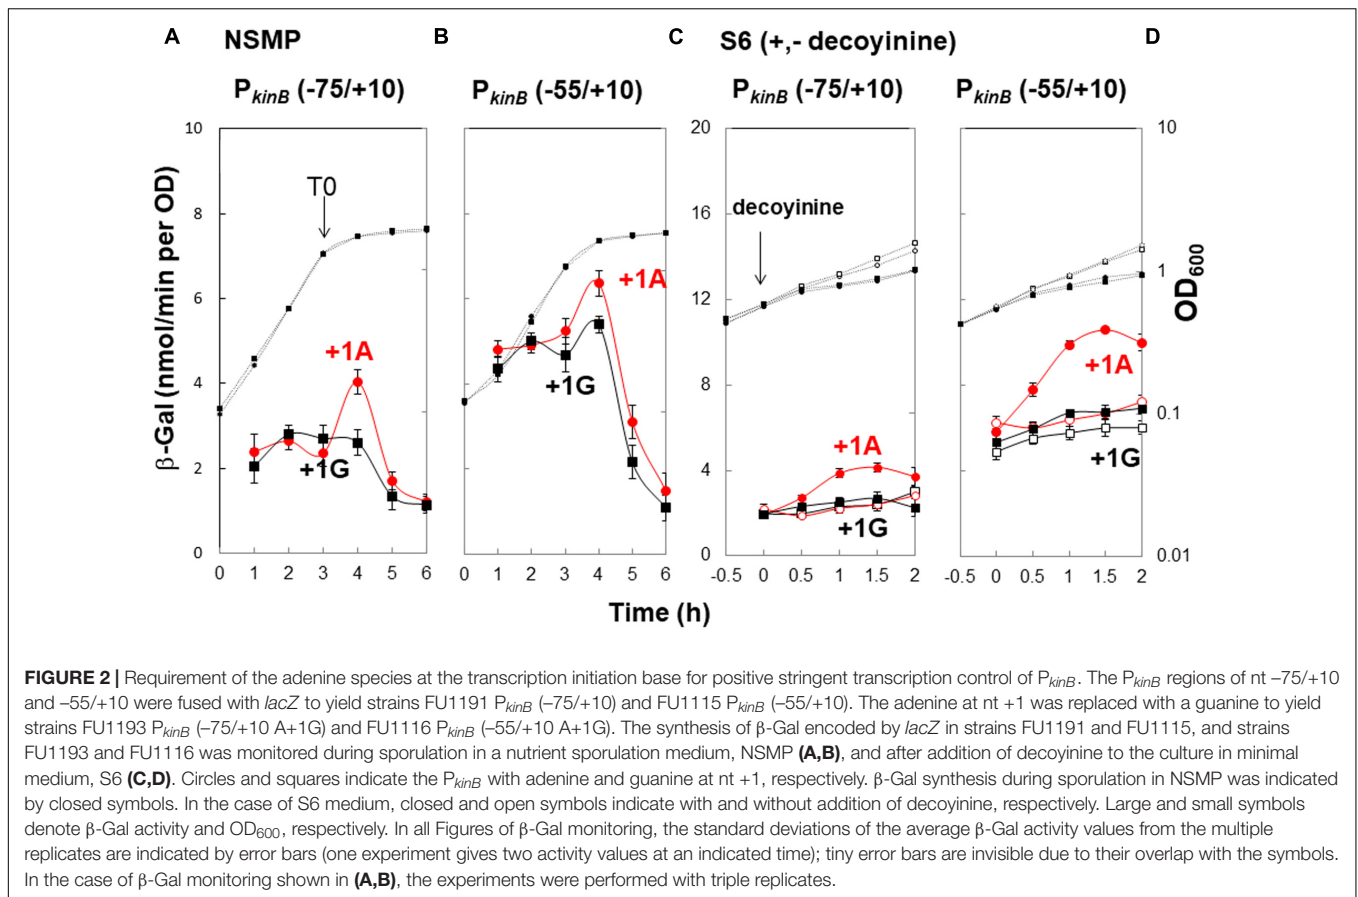 A NSMP B C S6 (+,- decoyinine) D
PkinB (-75/+10) PkinB (-55/+10) PkinB (-75/+10) PkinB (-55/+10)
β-Gal (nmol/min per OD)
10
8
6
4
2
0
T0
+1A
+1G
0 1 2 3 4 5 6
+1A
+1G
0 1 2 3 4 5 6
20
16
12
8
4
0
decoyinine
+1A
+1G
-0.5 0 0.5 1 1.5 2
+1A
+1G
-0.5 0 0.5 1 1.5 2
10
1
0.1
0.01
OD600
Time (h)
FIGURE 2 | Requirement of the adenine species at the transcription initiation base for positive stringent transcription control of PkinB. The PkinB regions of nt –75/+10
and –55/+10 were fused with lacZ to yield strains FU1191 PkinB (–75/+10) and FU1115 PkinB (–55/+10). The adenine at nt +1 was replaced with a guanine to yield
strains FU1193 PkinB (–75/+10 A+1G) and FU1116 PkinB (–55/+10 A+1G). The synthesis of β-Gal encoded by lacZ in strains FU1191 and FU1115, and strains
FU1193 and FU1116 was monitored during sporulation in a nutrient sporulation medium, NSMP (A,B), and after addition of decoyinine to the culture in minimal
medium, S6 (C,D). Circles and squares indicate the PkinB with adenine and guanine at nt +1, respectively. β-Gal synthesis during sporulation in NSMP was indicated
by closed symbols. In the case of S6 medium, closed and open symbols indicate with and without addition of decoyinine, respectively. Large and small symbols
denote β-Gal activity and OD600, respectively. In all Figures of β-Gal monitoring, the standard deviations of the average β-Gal activity values from the multiple
replicates are indicated by error bars (one experiment gives two activity values at an indicated time); tiny error bars are invisible due to their overlap with the symbols.
In the case of β-Gal monitoring shown in (A,B), the experiments were performed with triple replicates.